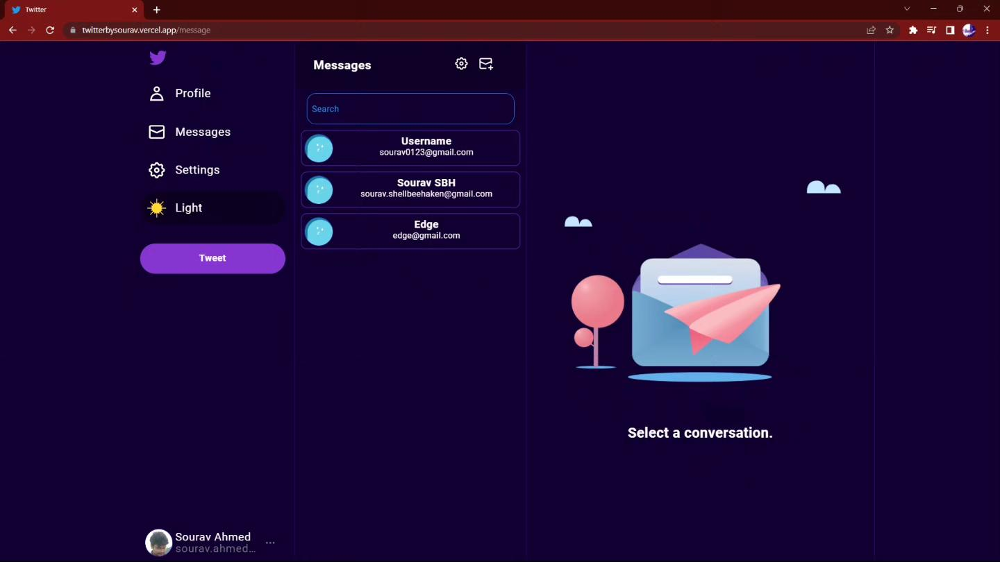 Twitter
twitterbysourav.vercel.app/message
Profile
Messages
Settings
Light
Tweet
Sourav Ahmed
sourav.ahmed...
Messages
Search
Username
sourav0123@gmail.com
Sourav SBH
sourav.shellbeehaken@gmail.com
Edge
edge@gmail.com
Select a conversation.